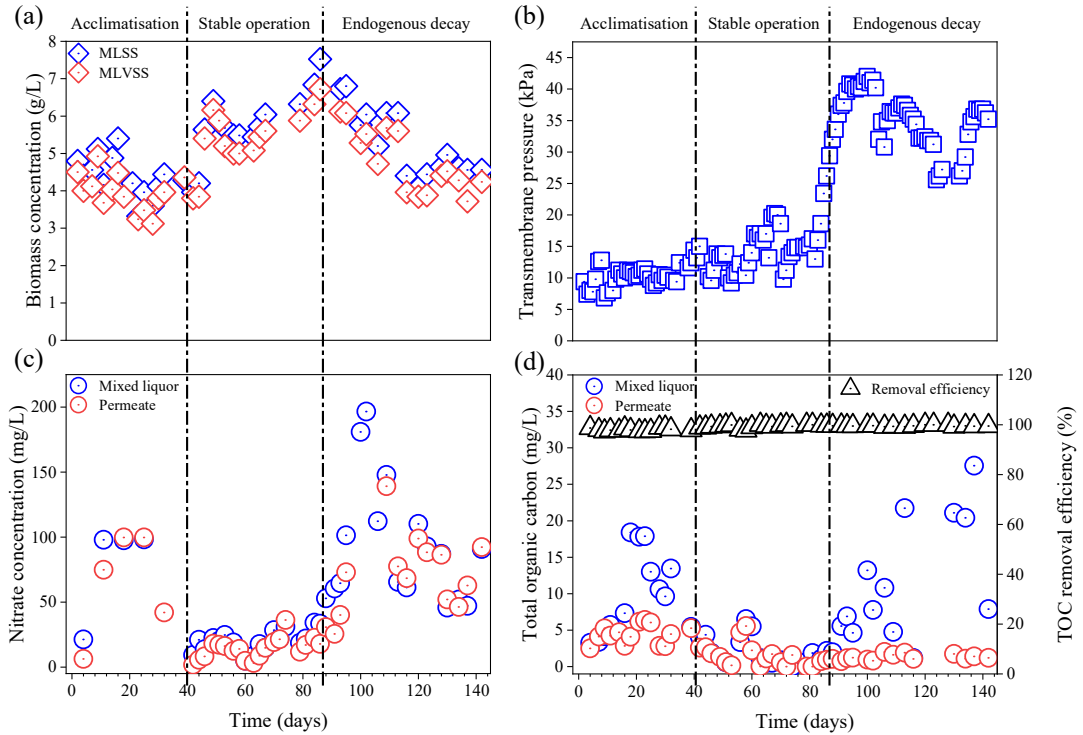 (a)
Acclimatisation
Stable operation
Endogenous decay
MLSS
MLVSS
Biomass concentration (g/L)
8
7
6
5
4
3
2
1
0
(b)
Acclimatisation
Stable operation
Endogenous decay
Transmembrane pressure (kPa)
45
40
35
30
25
20
15
10
5
0
(c)
Mixed liquor
Permeate
Nitrate concentration (mg/L)
200
150
100
50
0
0 20 40 60 80 100 120 140
Time (days)
(d)
Mixed liquor
Permeate
Removal efficiency
Total organic carbon (mg/L)
40
35
30
25
20
15
10
5
0
120
100
80
60
40
20
0
TOC removal efficiency (%)
0 20 40 60 80 100 120 140
Time (days)